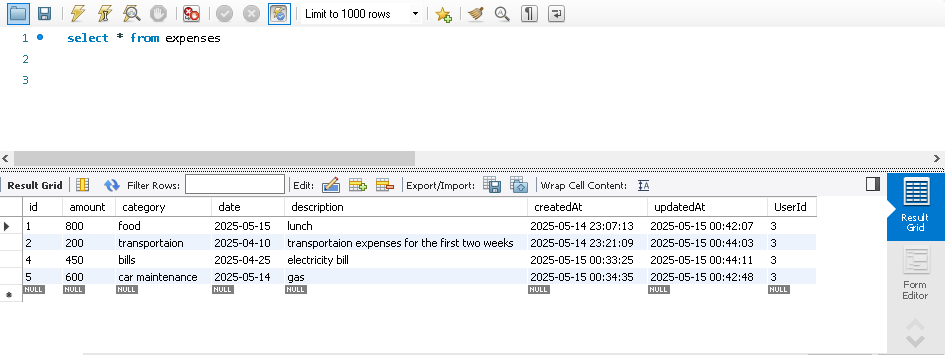 Limit to 1000 rows
1 select * from expenses
2
3
Result Grid Filter Rows: Edit: Export/Import: Wrap Cell Content: IA
id amount category date description createdAt updatedAt UserId
1 800 food 2025-05-15 lunch 2025-05-14 23:07:13 2025-05-15 00:42:07 3
2 200 transportaion 2025-04-10 transportaion expenses for the first two weeks 2025-05-14 23:21:09 2025-05-15 00:44:03 3
4 450 bills 2025-04-25 electricity bill 2025-05-15 00:33:25 2025-05-15 00:44:11 3
5 600 car maintenance 2025-05-14 gas 2025-05-15 00:34:35 2025-05-15 00:42:48 3
NULL NULL NULL NULL NULL NULL NULL NULL
Result
Grid
Form
Editor